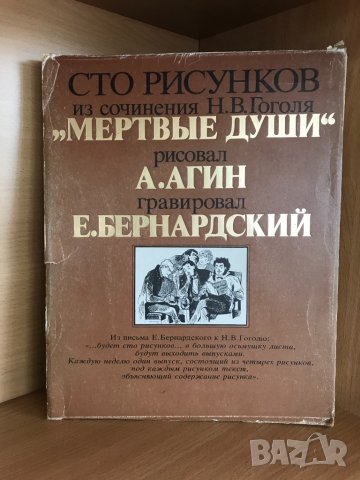 СТО РИСУНКОВ
из сочинения Н.В.Гоголя
„МЕРТВЫЕ ДУШИ“
рисовал
А.АГИН
гравировал
Е.БЕРНАРДСКИЙ
Из письма Е.Бернардского к Н.В.Гоголю:
«...будет сто рисунков... в большую осьмушку листа,
будут выходить выпусками.
Каждую неделю один выпуск, состоящий из четырех рисунков,
под каждым рисунком текст,
объясняющий содержание рисунка».
BAZAR
bg